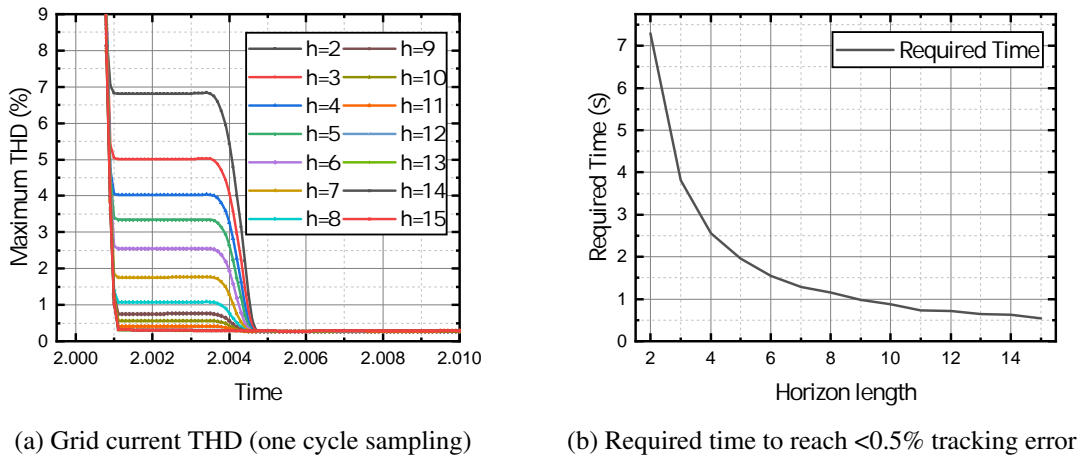 Maximum THD (%)
9
8
7
6
5
4
3
2
1
0
h=2 h=9
h=3 h=10
h=4 h=11
h=5 h=12
h=6 h=13
h=7 h=14
h=8 h=15
2.000 2.002 2.004 2.006 2.008 2.010
Time
(a) Grid current THD (one cycle sampling)
Required Time (s)
7
6
5
4
3
2
1
0
Required Time
2 4 6 8 10 12 14
Horizon length
(b) Required time to reach <0.5% tracking error